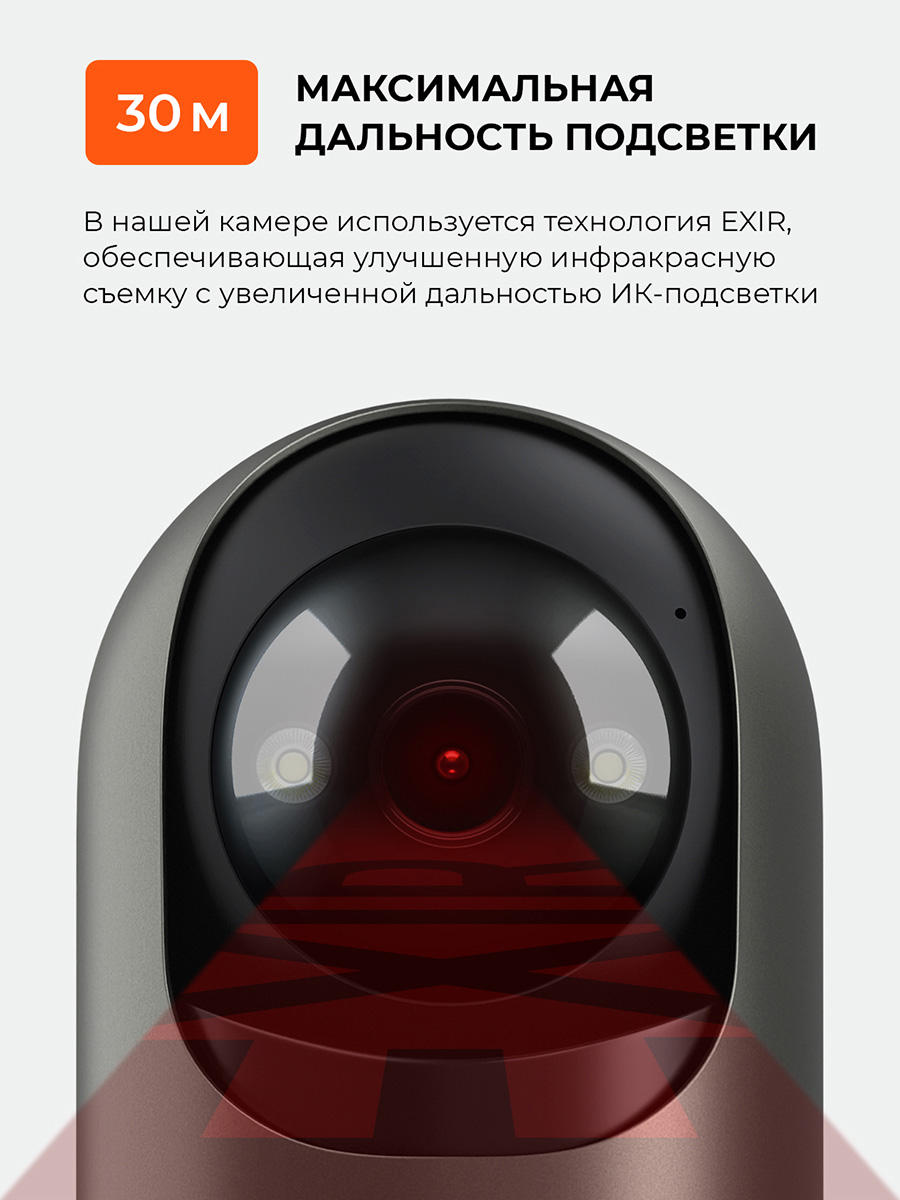 30 м
МАКСИМАЛЬНАЯ
ДАЛЬНОСТЬ ПОДСВЕТКИ
В нашей камере используется технология EXIR,
обеспечивающая улучшенную инфракрасную
съемку с увеличенной дальностью ИК-подсветки